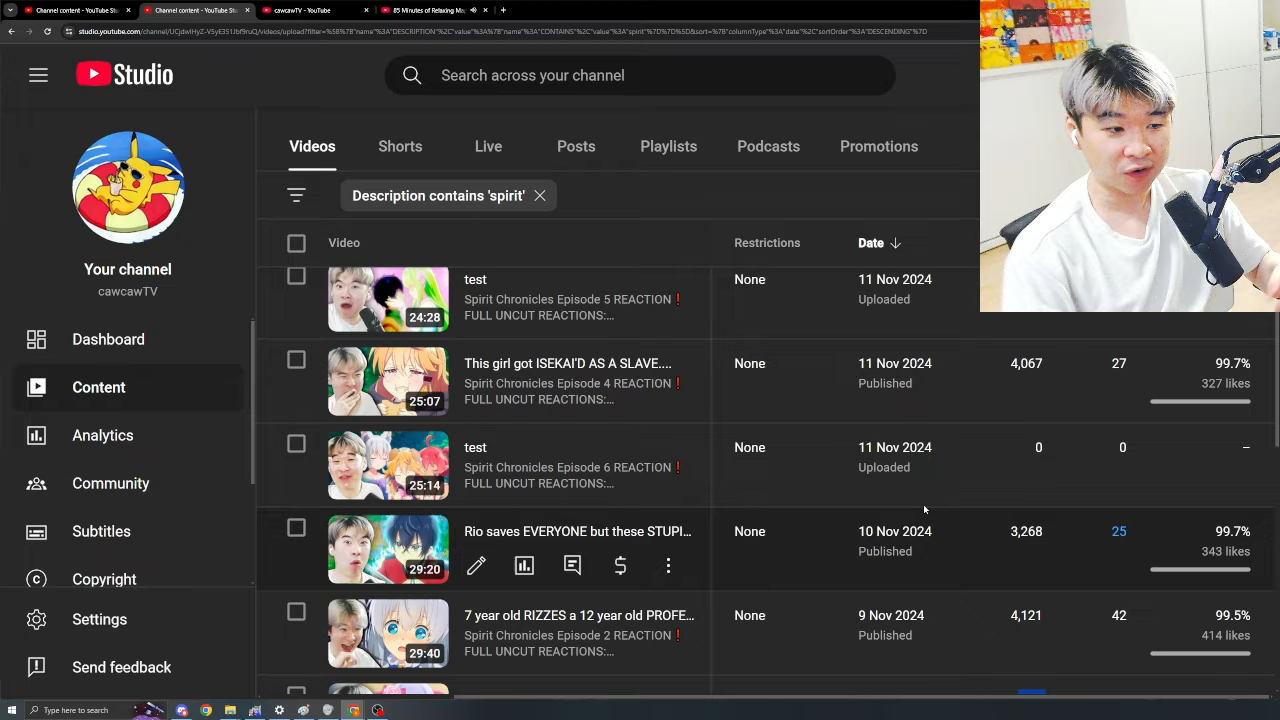 Channel content - YouTube Stu
Channel content - YouTube Stu
cawcawTV - YouTube
85 Minutes of Relaxing Mu
Studio
Search across your channel
Your channel
cawcawTV
Dashboard
Content
Analytics
Community
Subtitles
Copyright
Settings
Send feedback
Videos Shorts Live Posts Playlists Podcasts Promotions
Description contains 'spirit'
Video Restrictions Date
24:28
test
Spirit Chronicles Episode 5 REACTION❗
FULL UNCUT REACTIONS:...
None
11 Nov 2024
Uploaded
25:07
This girl got ISEKAI'D AS A SLAVE....
Spirit Chronicles Episode 4 REACTION❗
FULL UNCUT REACTIONS:...
None
11 Nov 2024
Published
4,067
27
99.7%
327 likes
25:14
test
Spirit Chronicles Episode 6 REACTION❗
FULL UNCUT REACTIONS:...
None
11 Nov 2024
Uploaded
0
0
–
29:20
Rio saves EVERYONE but these STUPI...
None
10 Nov 2024
Published
3,268
25
99.7%
343 likes
29:40
7 year old RIZZES a 12 year old PROFE...
Spirit Chronicles Episode 2 REACTION❗
FULL UNCUT REACTIONS:...
None
9 Nov 2024
Published
4,121
42
99.5%
414 likes
Type here to search